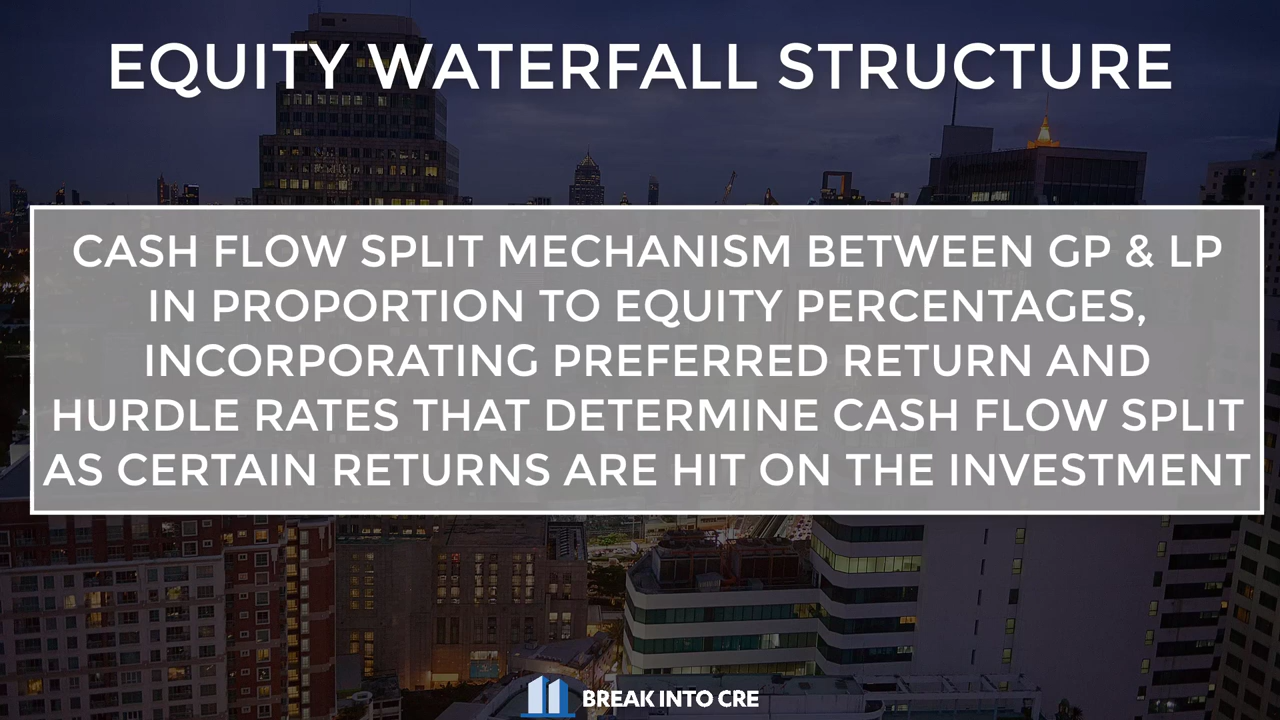 EQUITY WATERFALL STRUCTURE
CASH FLOW SPLIT MECHANISM BETWEEN GP & LP
IN PROPORTION TO EQUITY PERCENTAGES,
INCORPORATING PREFERRED RETURN AND
HURDLE RATES THAT DETERMINE CASH FLOW SPLIT
AS CERTAIN RETURNS ARE HIT ON THE INVESTMENT
BREAK INTO CRE